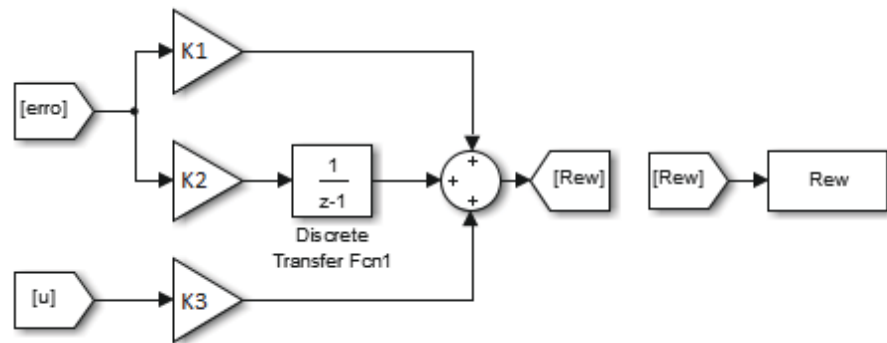 K1
[erro]
K2
1
z-1
Discrete
Transfer Fcn1
+
+
+
[Rew]
[Rew]
Rew
[u]
K3